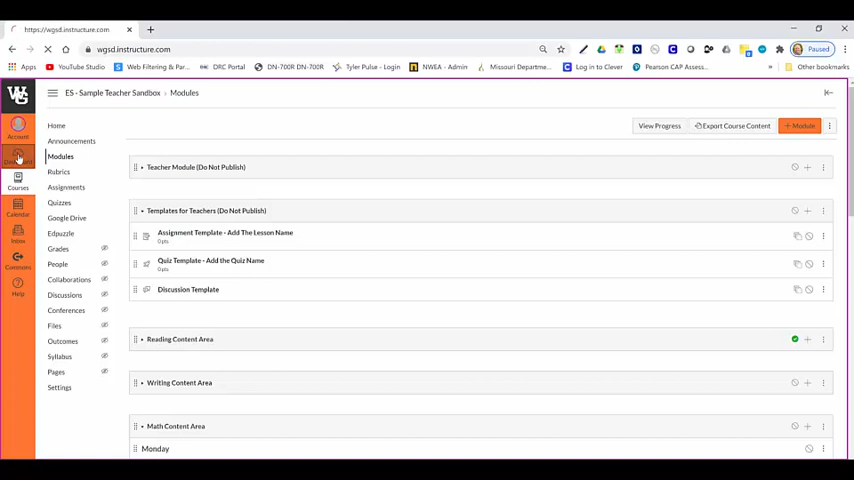 https://wgsd.instructure.com
wgsd.instructure.com
Paused
Apps
YouTube Studio
Web Filtering & Par...
DRC Portal
DN-700R DN-700R
Tyler Pulse - Login
NWEA - Admin
Missouri Departme...
Log in to Clever
Pearson CAP Assess...
Other bookmarks
WG
ES - Sample Teacher Sandbox › Modules
Account
Courses
Calendar
Inbox
Commons
Help
Home
Announcements
Modules
Rubrics
Assignments
Quizzes
Google Drive
Edpuzzle
Grades
People
Collaborations
Discussions
Conferences
Files
Outcomes
Syllabus
Pages
Settings
View Progress
Export Course Content
+ Module
Teacher Module (Do Not Publish)
Templates for Teachers (Do Not Publish)
Assignment Template - Add The Lesson Name
0 pts
Quiz Template - Add the Quiz Name
0 pts
Discussion Template
Reading Content Area
Writing Content Area
Math Content Area
Monday